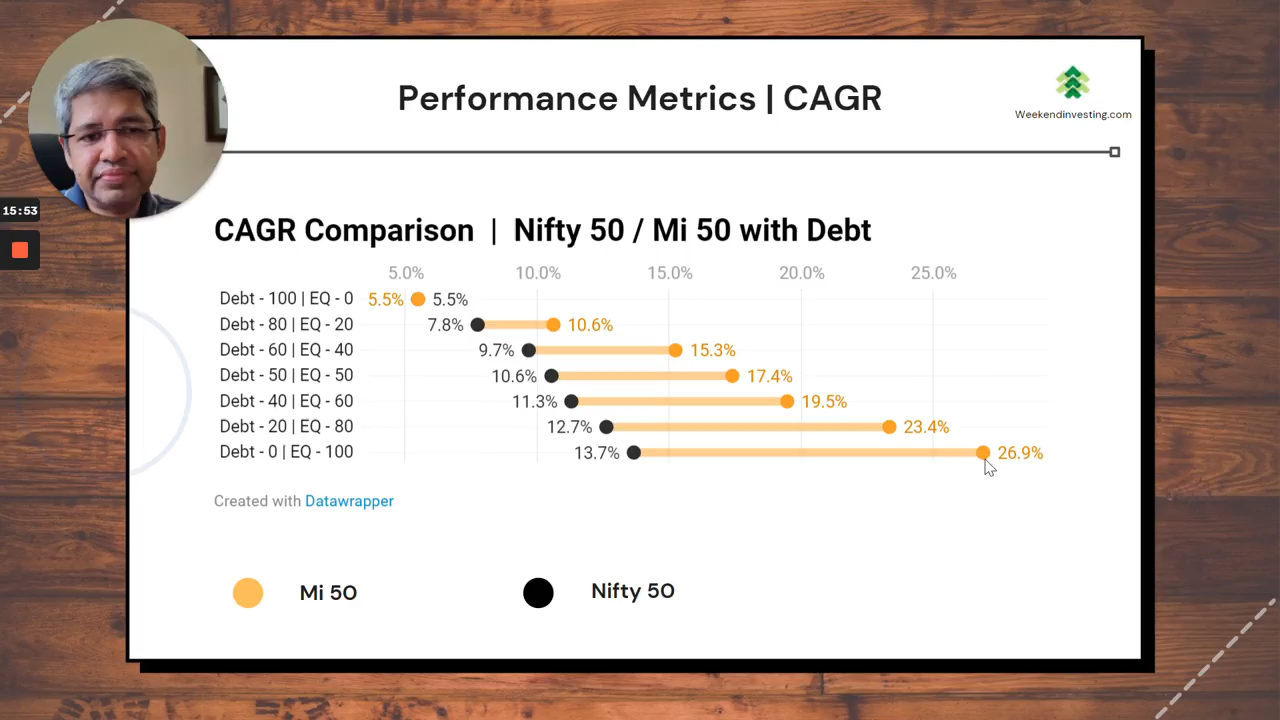 Performance Metrics | CAGR
Weekendinvesting.com
15:53
CAGR Comparison | Nifty 50 / Mi 50 with Debt
5.0% 10.0% 15.0% 20.0% 25.0%
Debt - 100 | EQ - 0 5.5% 5.5%
Debt - 80 | EQ - 20 7.8% 10.6%
Debt - 60 | EQ - 40 9.7% 15.3%
Debt - 50 | EQ - 50 10.6% 17.4%
Debt - 40 | EQ - 60 11.3% 19.5%
Debt - 20 | EQ - 80 12.7% 23.4%
Debt - 0 | EQ - 100 13.7% 26.9%
Created with Datawrapper
Mi 50 Nifty 50